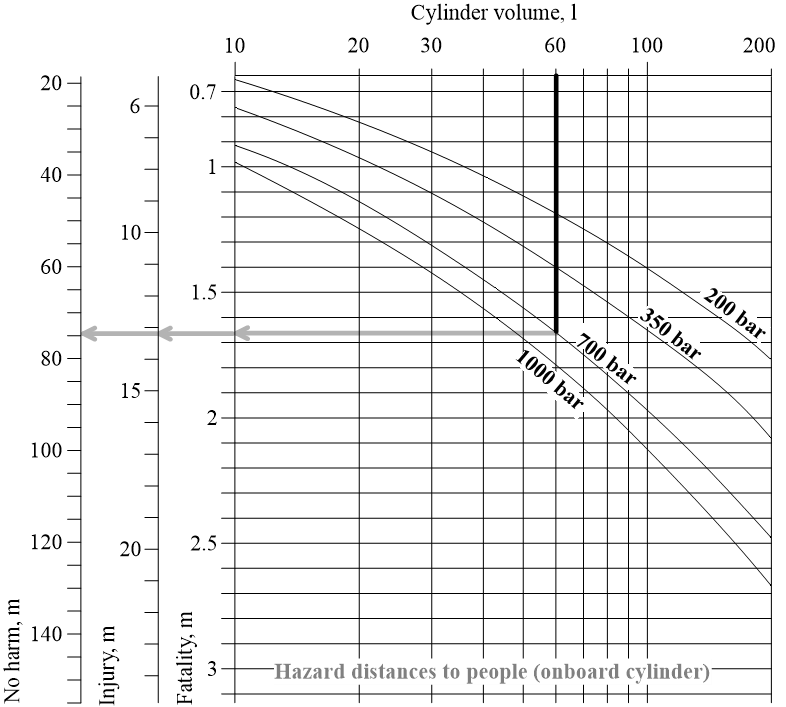 Cylinder volume, l
10 20 30 60 100 200
20
40
60
80
100
120
140
No harm, m
6
10
15
20
Injury, m
0.7
1
1.5
2
2.5
3
Fatality, m
200 bar
350 bar
700 bar
1000 bar
Hazard distances to people (onboard cylinder)